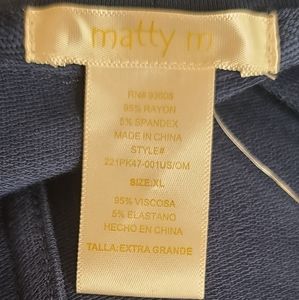 matty m
RN# 93608
95% RAYON
5% SPANDEX
MADE IN CHINA
STYLE#
221PK47-001US/OM
SIZE:XL
95% VISCOSA
5% ELASTANO
HECHO EN CHINA
TALLA:EXTRA GRANDE